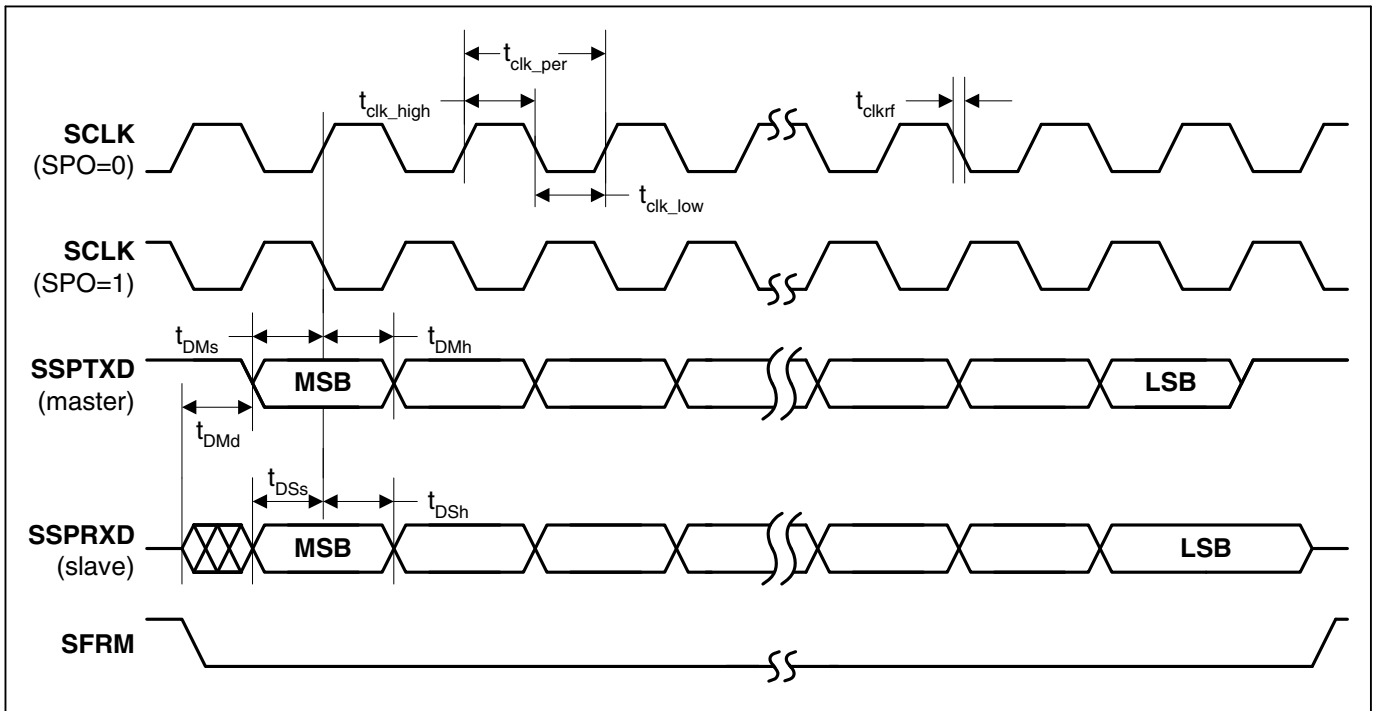 t_clk_per
t_clk_high
t_clkrf
SCLK
(SPO=0)
t_clk_low
SCLK
(SPO=1)
t_DMs
t_DMh
SSPTXD
(master)
MSB
LSB
t_DMd
t_DSs
t_DSh
SSPRXD
(slave)
MSB
LSB
SFRM